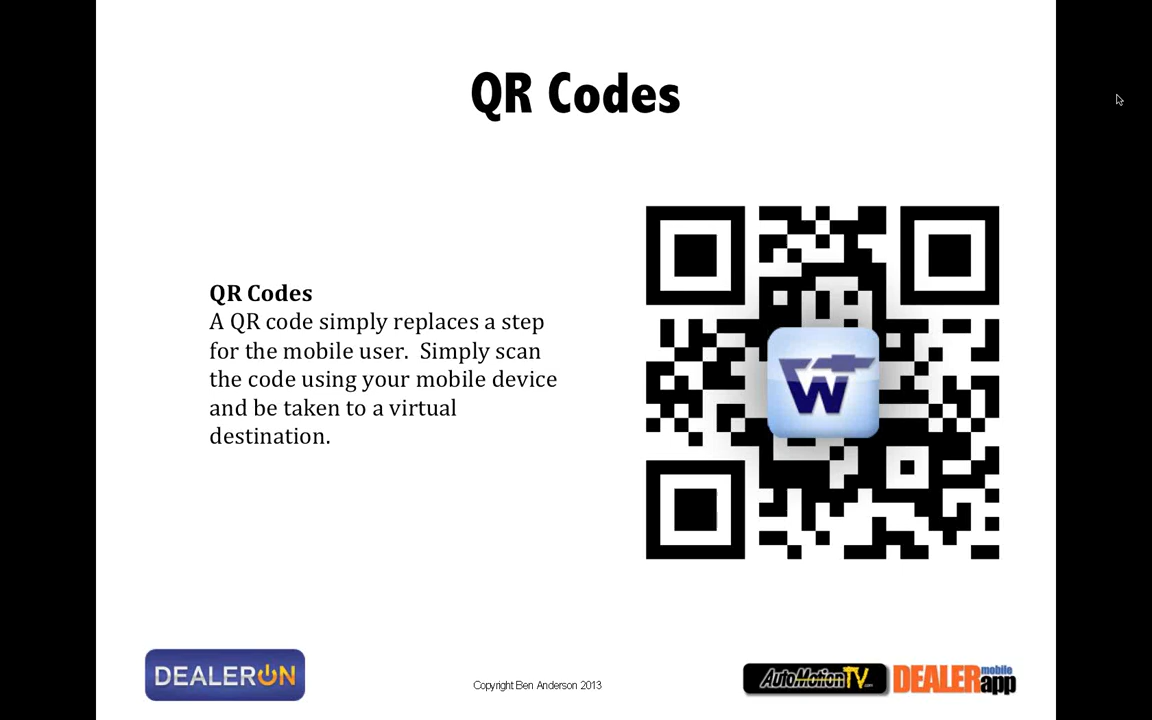 QR Codes
QR Codes
A QR code simply replaces a step
for the mobile user.  Simply scan
the code using your mobile device
and be taken to a virtual
destination.
W
DEALERON
Copyright Ben Anderson 2013
AutoMotionTV.com
DEALER mobile app